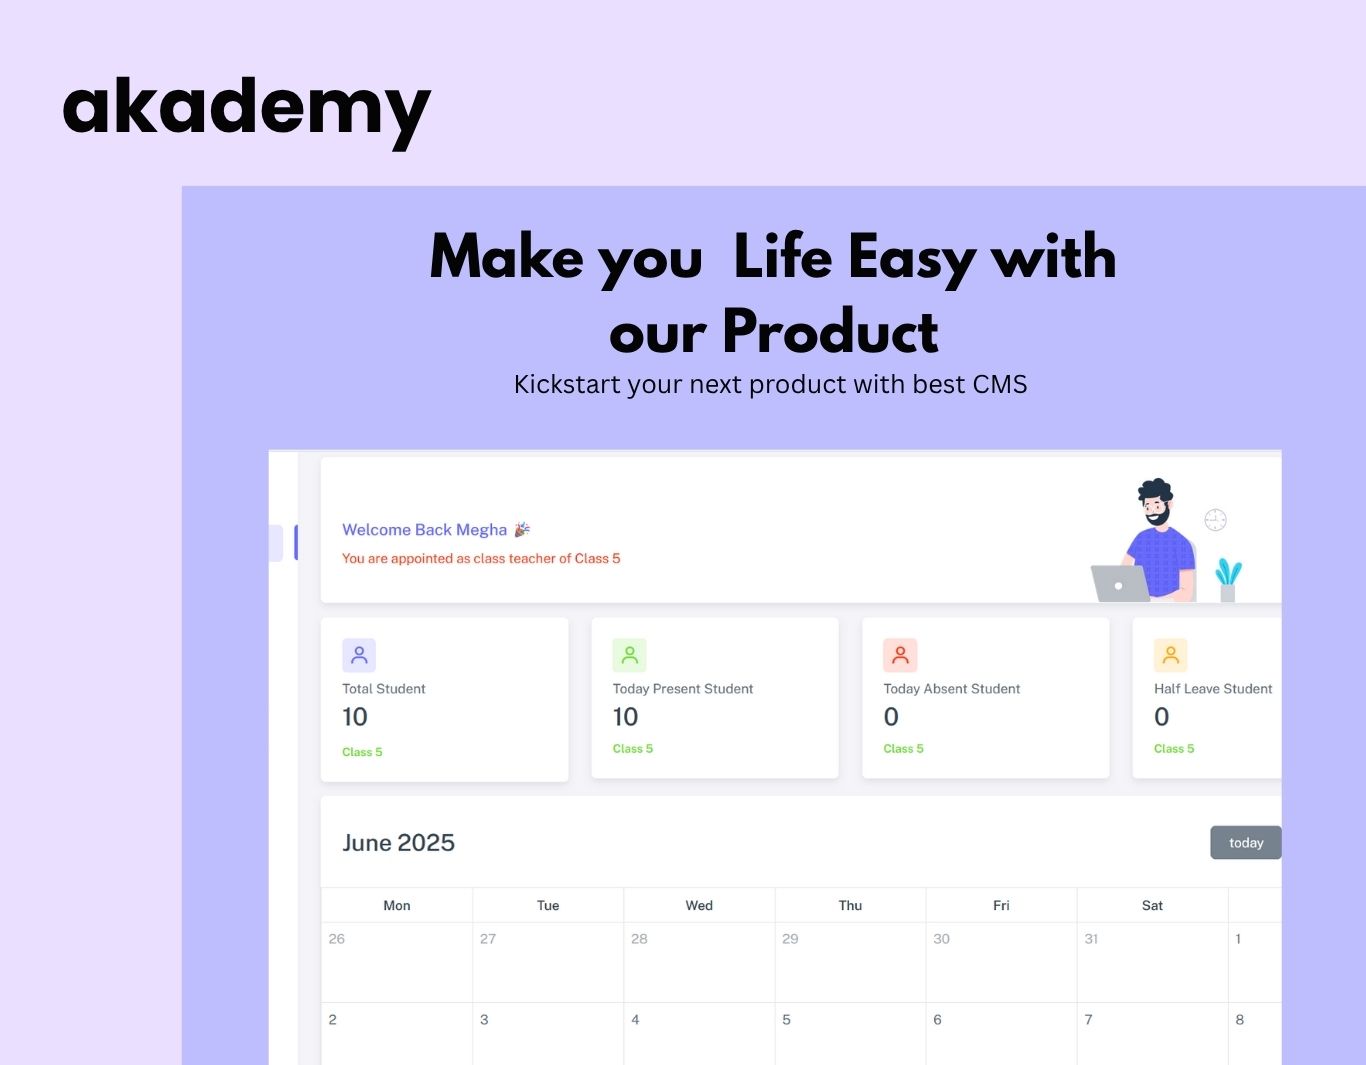 akademy
Make you  Life Easy with
our Product
Kickstart your next product with best CMS
Welcome Back Megha 🎉
You are appointed as class teacher of Class 5
Total Student
10
Class 5
Today Present Student
10
Class 5
Today Absent Student
0
Class 5
Half Leave Student
0
Class 5
June 2025
today
Mon Tue Wed Thu Fri Sat
26 27 28 29 30 31 1
2 3 4 5 6 7 8